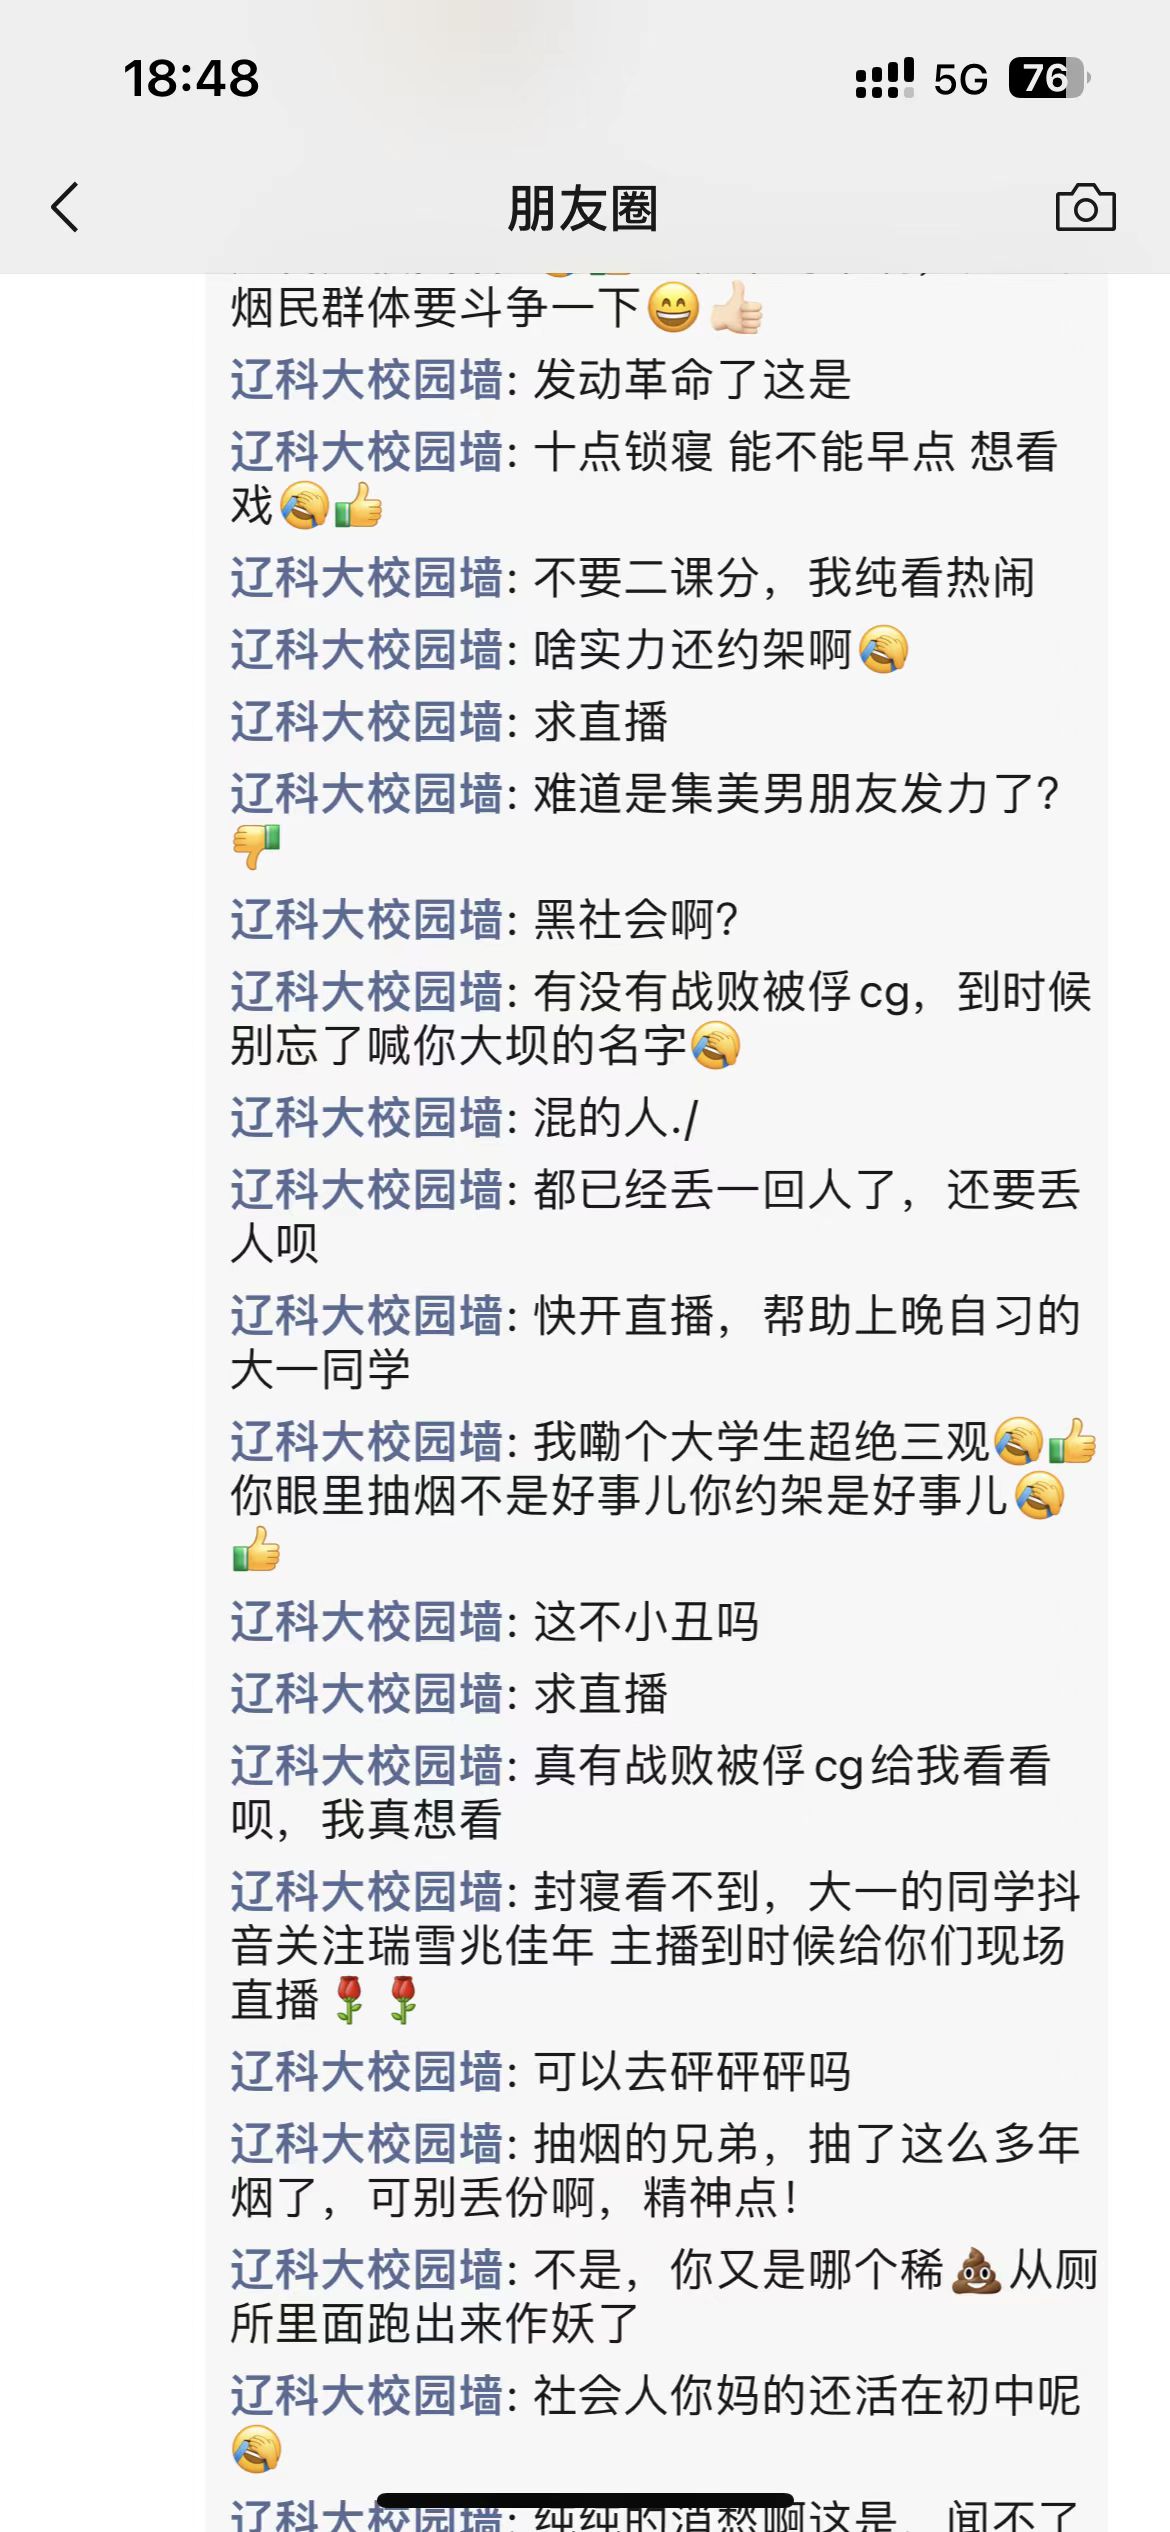 18:48
5G 76
朋友圈
烟民群体要斗争一下😄👍🏻
辽科大校园墙: 发动革命了这是
辽科大校园墙: 十点锁寝 能不能早点 想看
戏
辽科大校园墙: 不要二课分，我纯看热闹
辽科大校园墙: 啥实力还约架啊
辽科大校园墙: 求直播
辽科大校园墙: 难道是集美男朋友发力了?
辽科大校园墙: 黑社会啊?
辽科大校园墙: 有没有战败被俘cg，到时候
别忘了喊你大坝的名字
辽科大校园墙: 混的人./
辽科大校园墙: 都已经丢一回人了，还要丢
人呗
辽科大校园墙: 快开直播，帮助上晚自习的
大一同学
辽科大校园墙: 我嘞个大学生超绝三观
你眼里抽烟不是好事儿你约架是好事儿
辽科大校园墙: 这不小丑吗
辽科大校园墙: 求直播
辽科大校园墙: 真有战败被俘cg给我看看
呗，我真想看
辽科大校园墙: 封寝看不到，大一的同学抖
音关注瑞雪兆佳年 主播到时候给你们现场
直播🌹🌹
辽科大校园墙: 可以去砰砰砰吗
辽科大校园墙: 抽烟的兄弟，抽了这么多年
烟了，可别丢份啊，精神点！
辽科大校园墙: 不是，你又是哪个稀💩从厕
所里面跑出来作妖了
辽科大校园墙: 社会人你妈的还活在初中呢
辽科大校园墙: 纯纯的消愁啊这是，闻不了